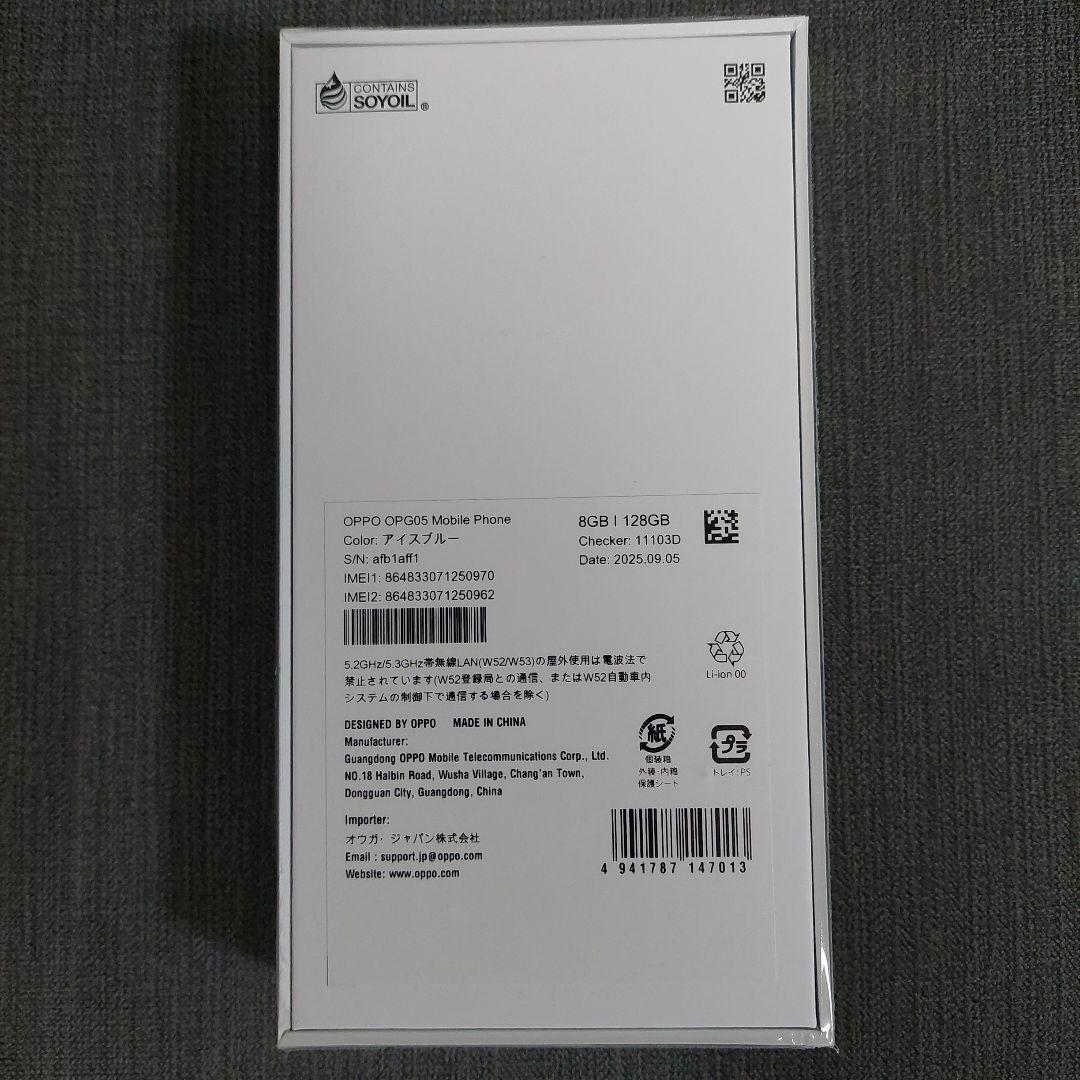 CONTAINS
SOYOIL ®
OPPO OPG05 Mobile Phone
Color: アイスブルー
S/N: afb1aff1
IMEI1: 864833071250970
IMEI2: 864833071250962
8GB | 128GB
Checker: 11103D
Date: 2025.09.05
5.2GHz/5.3GHz帯無線LAN(W52/W53)の屋外使用は電波法で
禁止されています(W52登録局との通信、またはW52自動車内
システムの制御下で通信する場合を除く)
Li-ion 00
DESIGNED BY OPPO MADE IN CHINA
Manufacturer:
Guangdong OPPO Mobile Telecommunications Corp., Ltd.
NO.18 Haibin Road, Wusha Village, Chang'an Town,
Dongguan City, Guangdong, China
紙
個装箱
外装・内箱
保護シート
プラ
トレイ:PS
Importer:
オウガ・ジャパン株式会社
Email : support.jp@oppo.com
Website: www.oppo.com
4 941787 147013